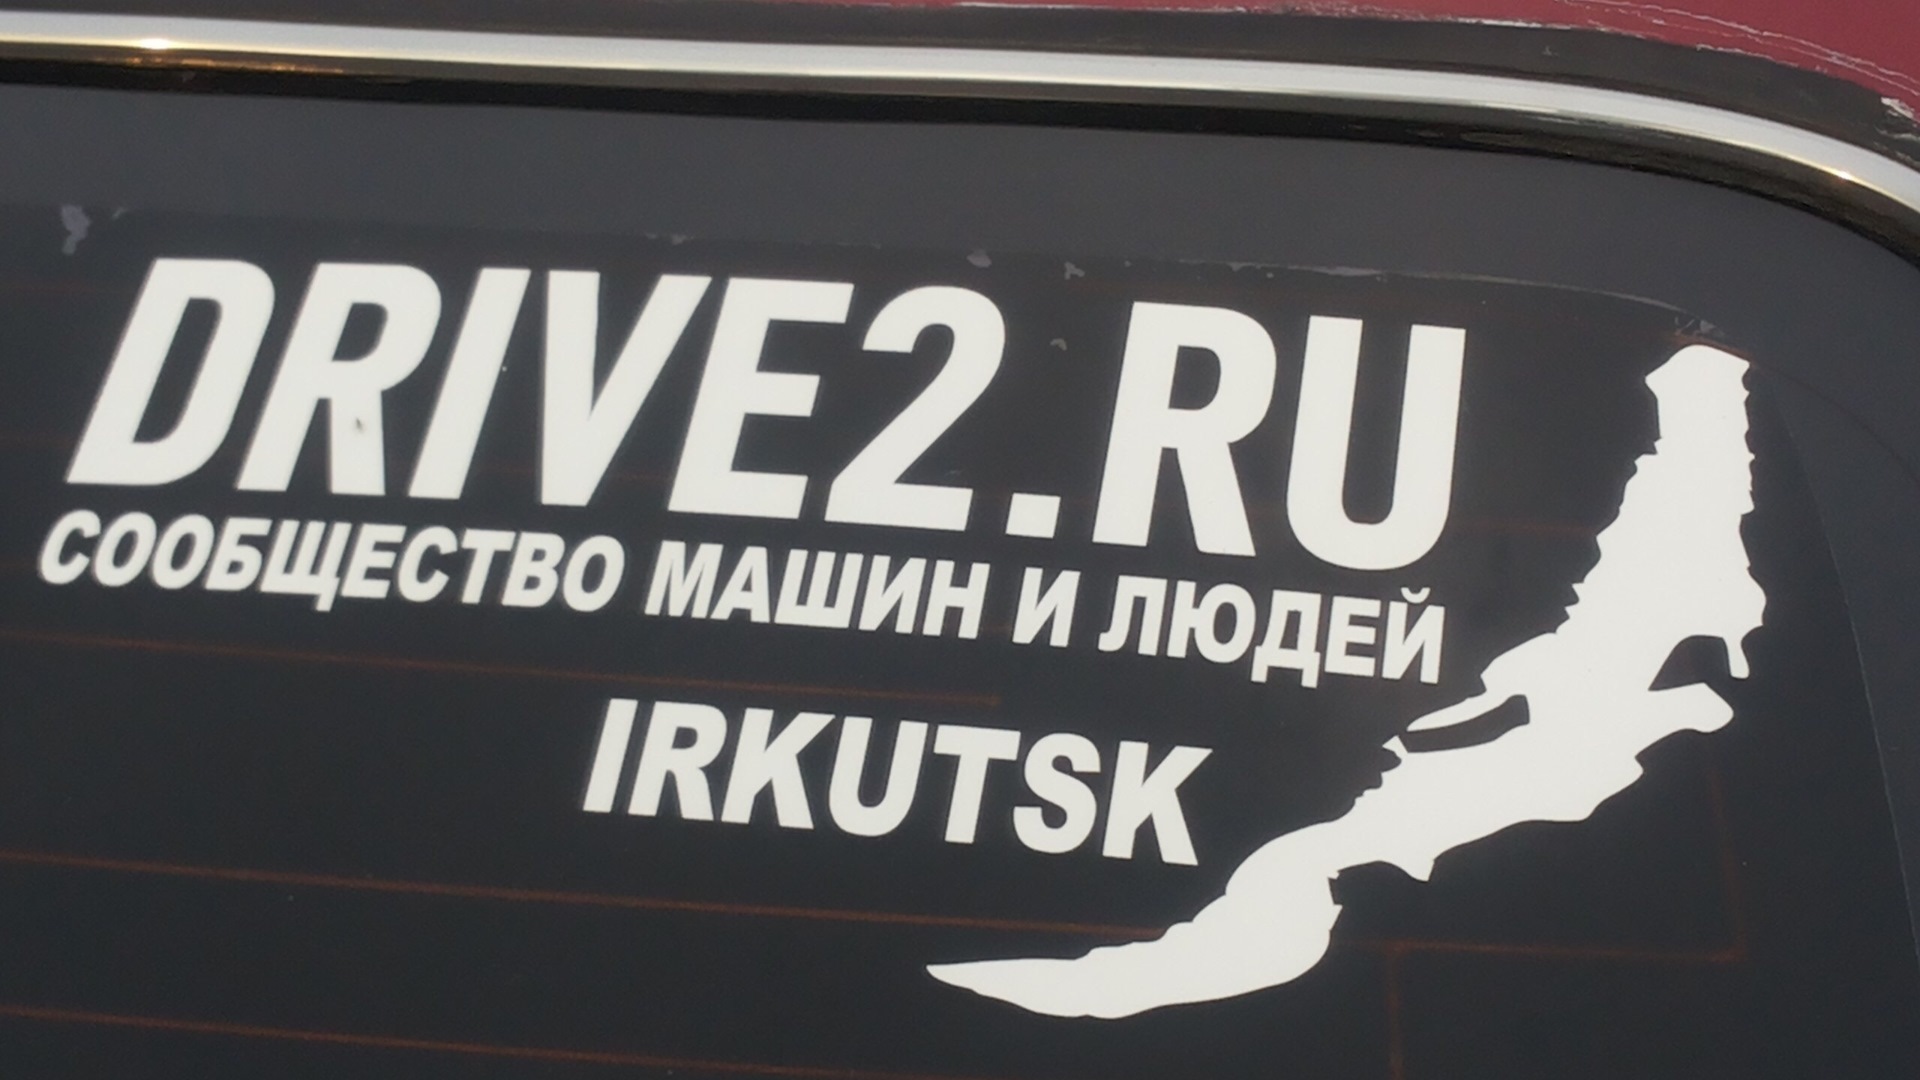 DRIVE2.RU
СООБЩЕСТВО МАШИН И ЛЮДЕЙ
IRKUTSK